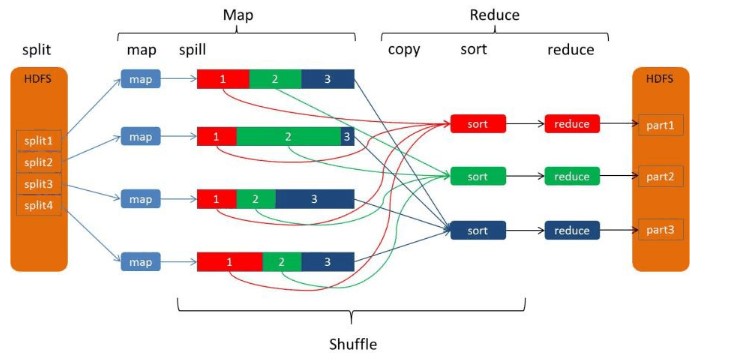 Map Reduce
split map spill copy sort reduce
HDFS HDFS
map 1 2 3
sort reduce part1
split1 map 1 2 3
split2
split3 sort reduce part2
split4 map 1 2 3
sort reduce part3
map 1 2 3
Shuffle